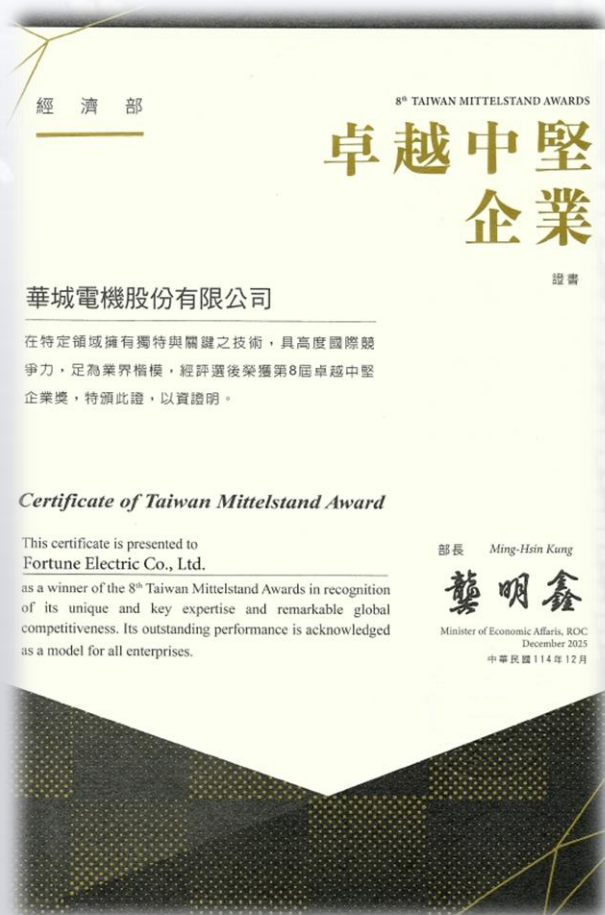 經濟部
8th TAIWAN MITTELSTAND AWARDS
卓越中堅
企業
證書
華城電機股份有限公司
在特定領域擁有獨特與關鍵之技術，具高度國際競
爭力，足為業界楷模，經評選後榮獲第8屆卓越中堅
企業獎，特頒此證，以資證明。
Certificate of Taiwan Mittelstand Award
This certificate is presented to
Fortune Electric Co., Ltd.
as a winner of the 8th Taiwan Mittelstand Awards in recognition
of its unique and key expertise and remarkable global
competitiveness. Its outstanding performance is acknowledged
as a model for all enterprises.
部長 Ming-Hsin Kung
龔明鑫
Minister of Economic Affaris, ROC
December 2025
中華民國114年12月